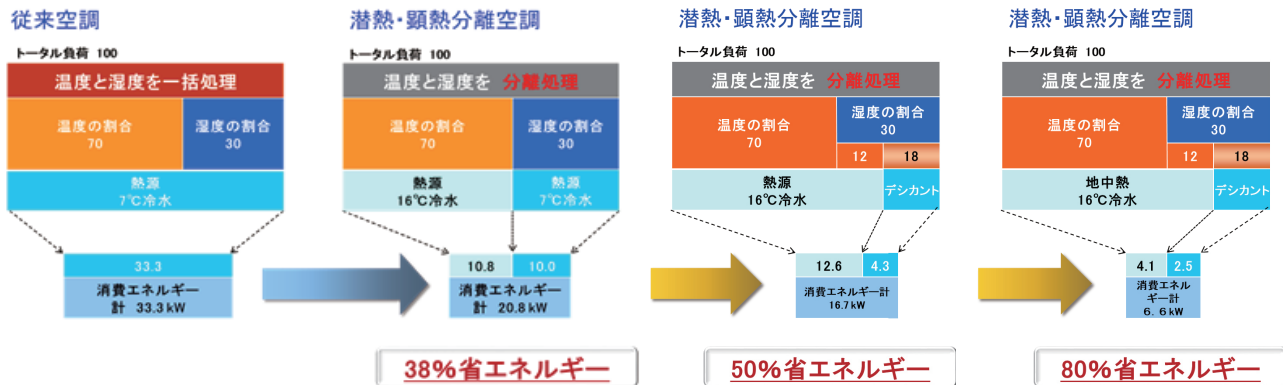 従来空調
トータル負荷 100
温度と湿度を一括処理
温度の割合
70
湿度の割合
30
熱源
7℃冷水
33.3
消費エネルギー
計 33.3kW
潜熱・顕熱分離空調
トータル負荷 100
温度と湿度を 分離処理
温度の割合
70
湿度の割合
30
熱源
16℃冷水
熱源
7℃冷水
10.8
10.0
消費エネルギー
計 20.8kW
38%省エネルギー
潜熱・顕熱分離空調
トータル負荷 100
温度と湿度を 分離処理
温度の割合
70
湿度の割合
30
12
18
熱源
16℃冷水
デシカント
12.6
4.3
消費エネルギー計
16.7kW
50%省エネルギー
潜熱・顕熱分離空調
トータル負荷 100
温度と湿度を 分離処理
温度の割合
70
湿度の割合
30
12
18
地中熱
16℃冷水
デシカント
4.1
2.5
消費エネル
ギー計
6.6kW
80%省エネルギー